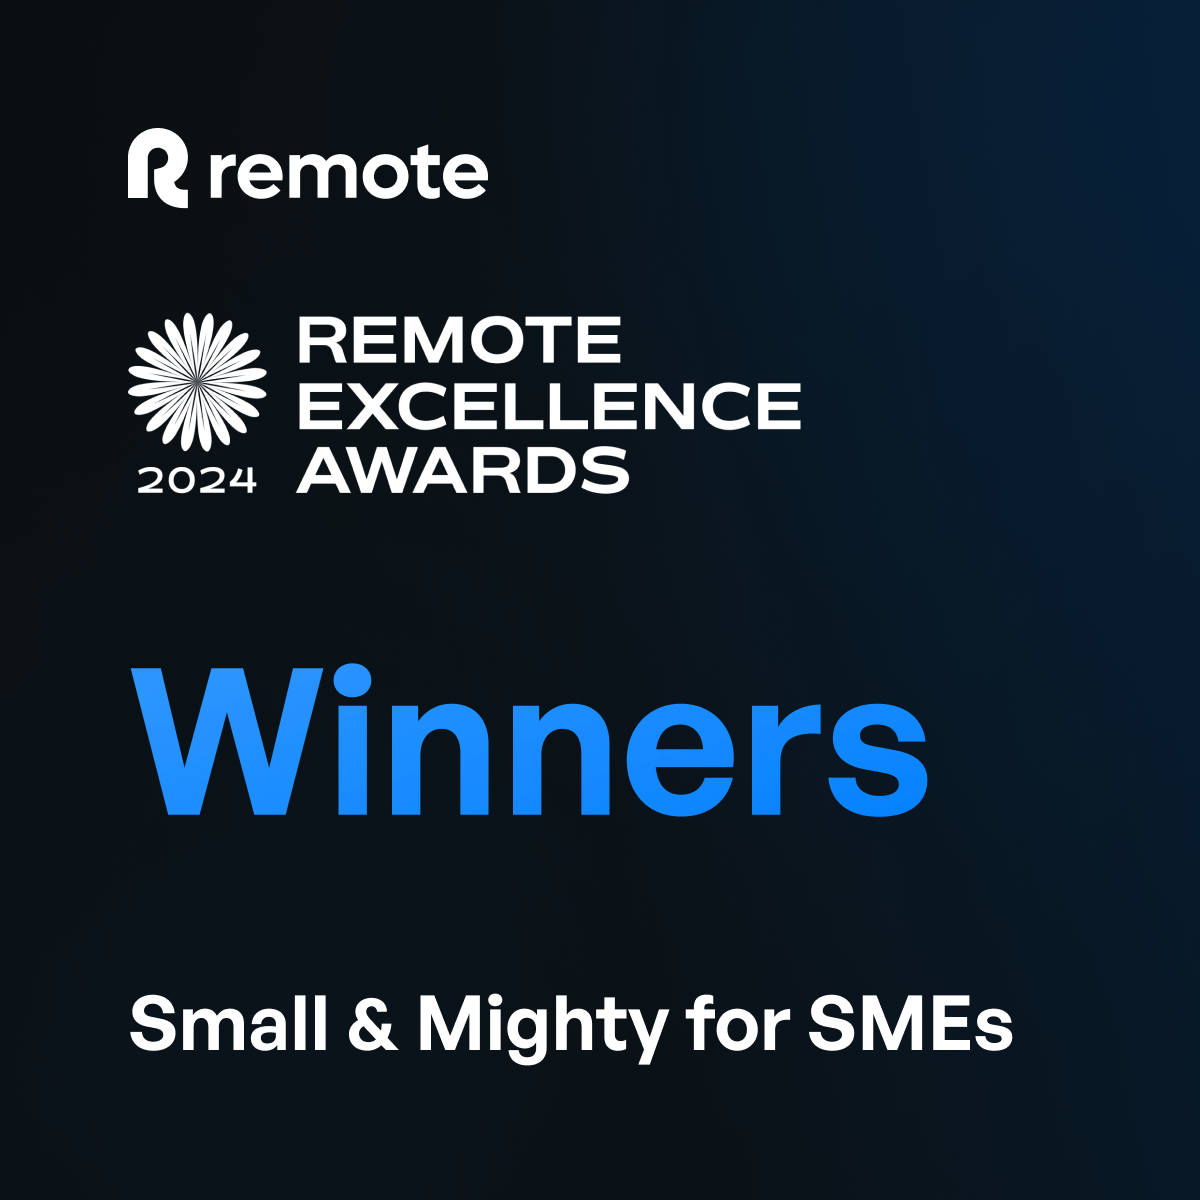 remote
REMOTE
EXCELLENCE
AWARDS
2024
Winners
Small & Mighty for SMEs